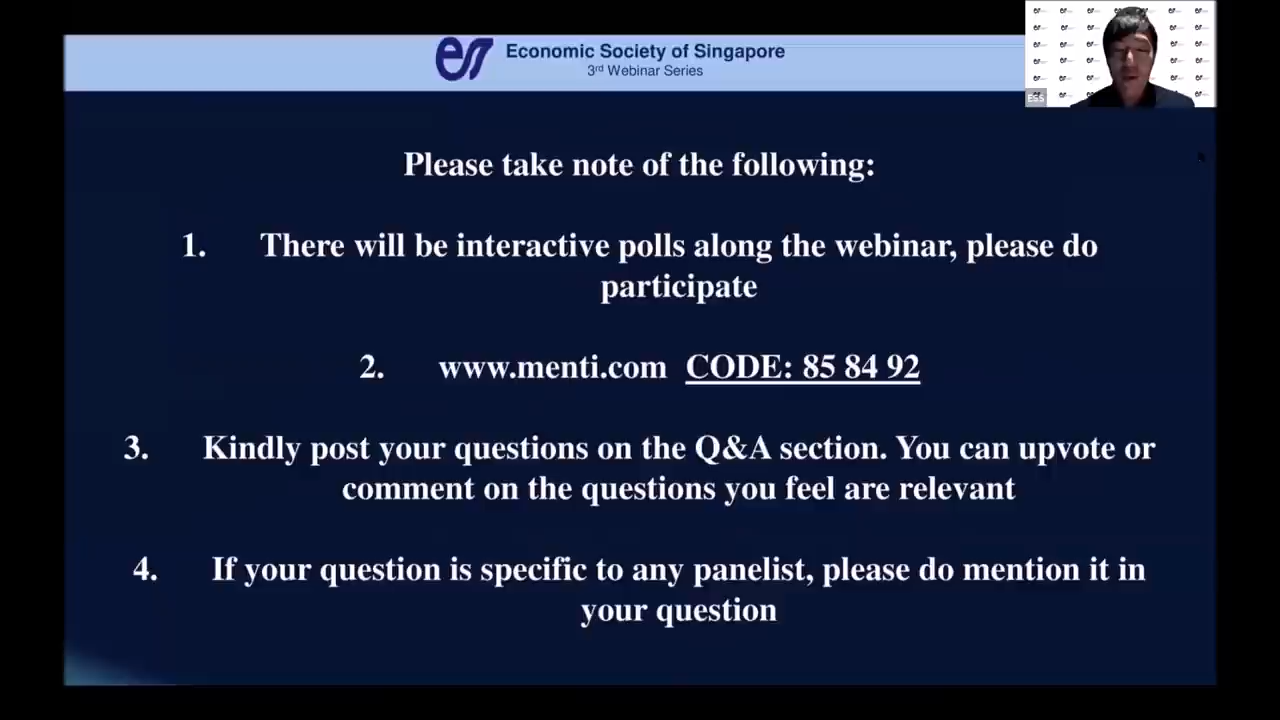 Economic Society of Singapore
3rd Webinar Series
ESS
Please take note of the following:
1. There will be interactive polls along the webinar, please do
participate
2. www.menti.com CODE: 85 84 92
3. Kindly post your questions on the Q&A section. You can upvote or
comment on the questions you feel are relevant
4. If your question is specific to any panelist, please do mention it in
your question